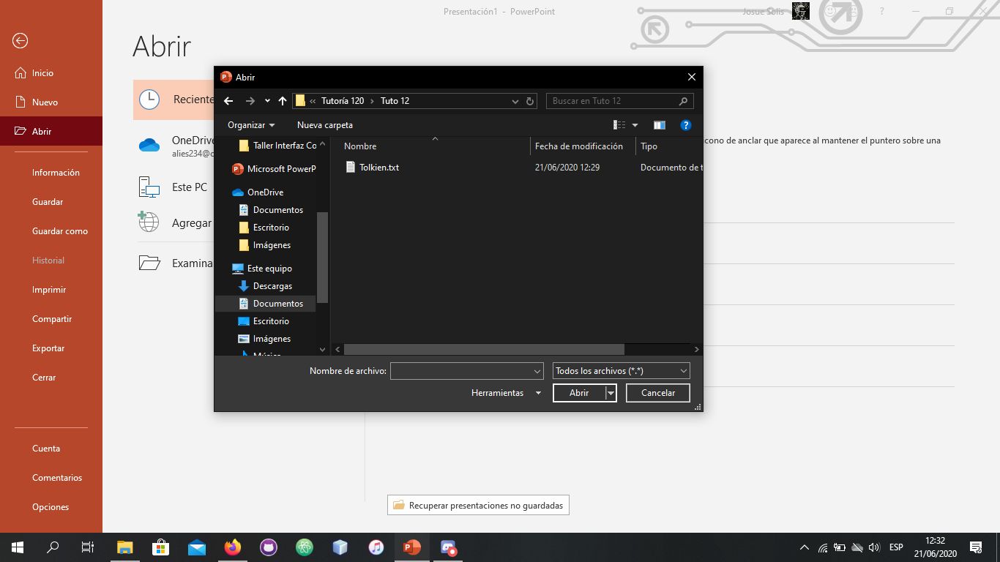 Presentación1 - PowerPoint
Josue Solis
?
Abrir
Inicio
Nuevo
Abrir
Información
Guardar
Guardar como
Historial
Imprimir
Compartir
Exportar
Cerrar
Cuenta
Comentarios
Opciones
Reciente
OneDrive
alies234@o
Este PC
Agregar
Examina
cono de anclar que aparece al mantener el puntero sobre una
Abrir
« Tutoría 120 › Tuto 12
Buscar en Tuto 12
Organizar
Nueva carpeta
?
Taller Interfaz Co
Microsoft PowerP
OneDrive
Documentos
Escritorio
Imágenes
Este equipo
Descargas
Documentos
Escritorio
Imágenes
Música
Nombre Fecha de modificación Tipo
Tolkien.txt 21/06/2020 12:29 Documento de t
Nombre de archivo:
Todos los archivos (*.*)
Herramientas
Abrir
Cancelar
Recuperar presentaciones no guardadas
ESP
12:32
21/06/2020